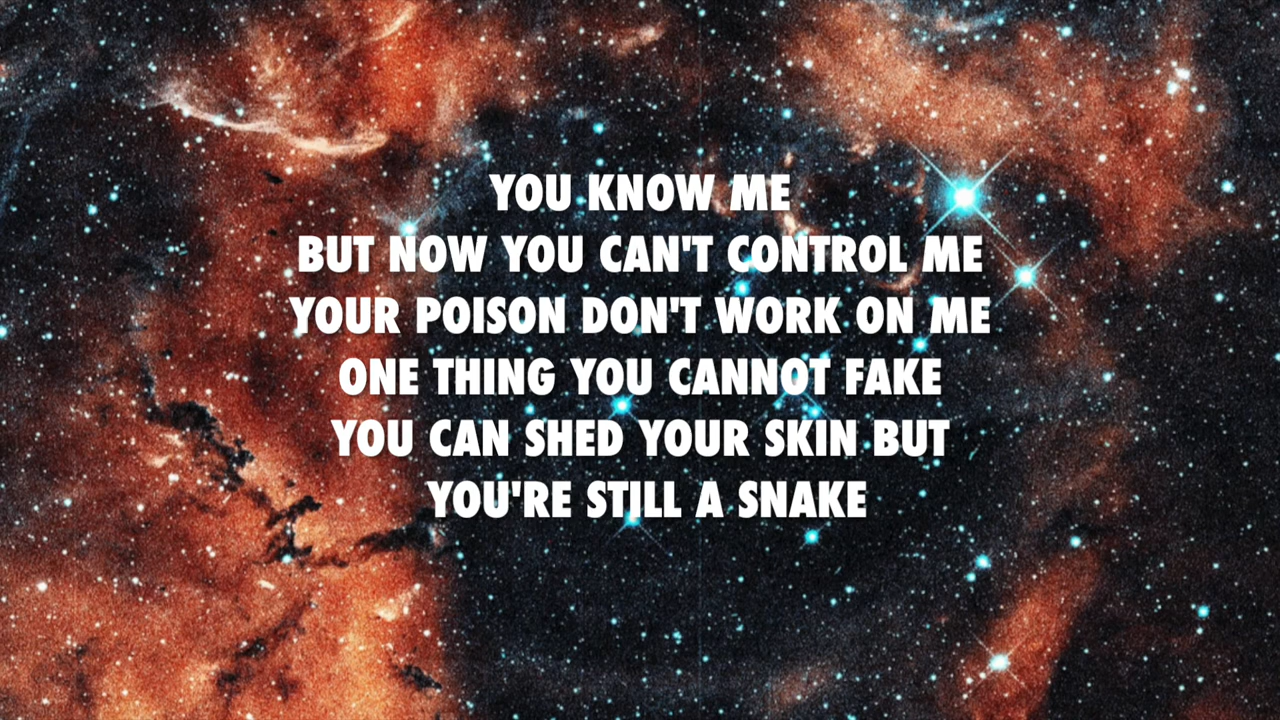 YOU KNOW ME
BUT NOW YOU CAN'T CONTROL ME
YOUR POISON DON'T WORK ON ME
ONE THING YOU CANNOT FAKE
YOU CAN SHED YOUR SKIN BUT
YOU'RE STILL A SNAKE